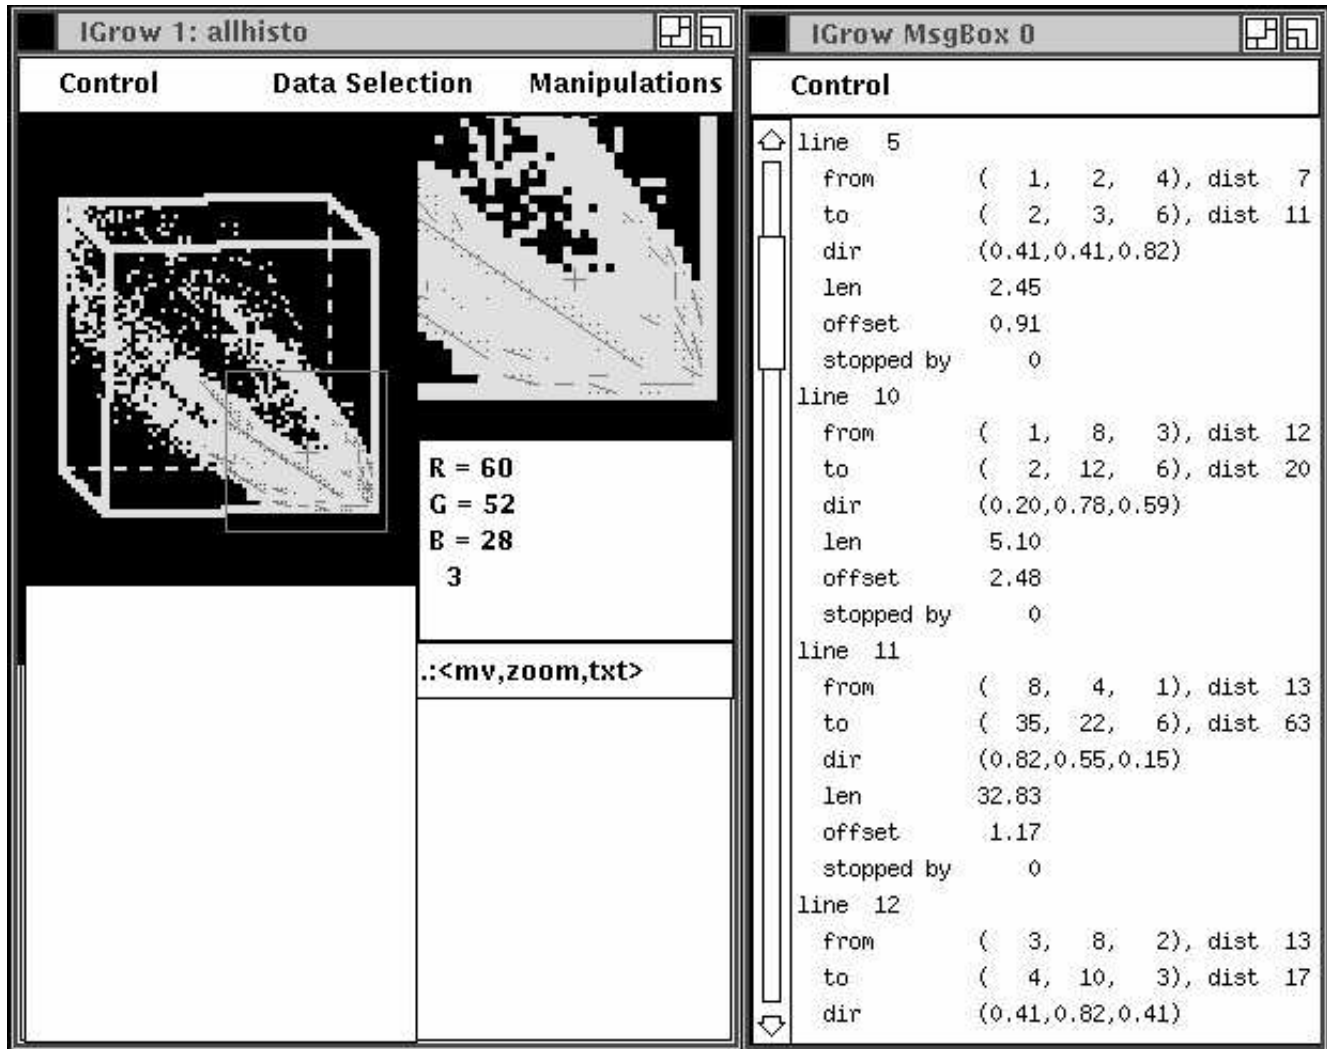 IGrow 1: allhisto
Control Data Selection Manipulations
R = 60
G = 52
B = 28
3
.:<mv,zoom,txt>
IGrow MsgBox 0
Control
line 5
from ( 1, 2, 4), dist 7
to ( 2, 3, 6), dist 11
dir (0.41,0.41,0.82)
len 2.45
offset 0.91
stopped by 0
line 10
from ( 1, 8, 3), dist 12
to ( 2, 12, 6), dist 20
dir (0.20,0.78,0.59)
len 5.10
offset 2.48
stopped by 0
line 11
from ( 8, 4, 1), dist 13
to ( 35, 22, 6), dist 63
dir (0.82,0.55,0.15)
len 32.83
offset 1.17
stopped by 0
line 12
from ( 3, 8, 2), dist 13
to ( 4, 10, 3), dist 17
dir (0.41,0.82,0.41)